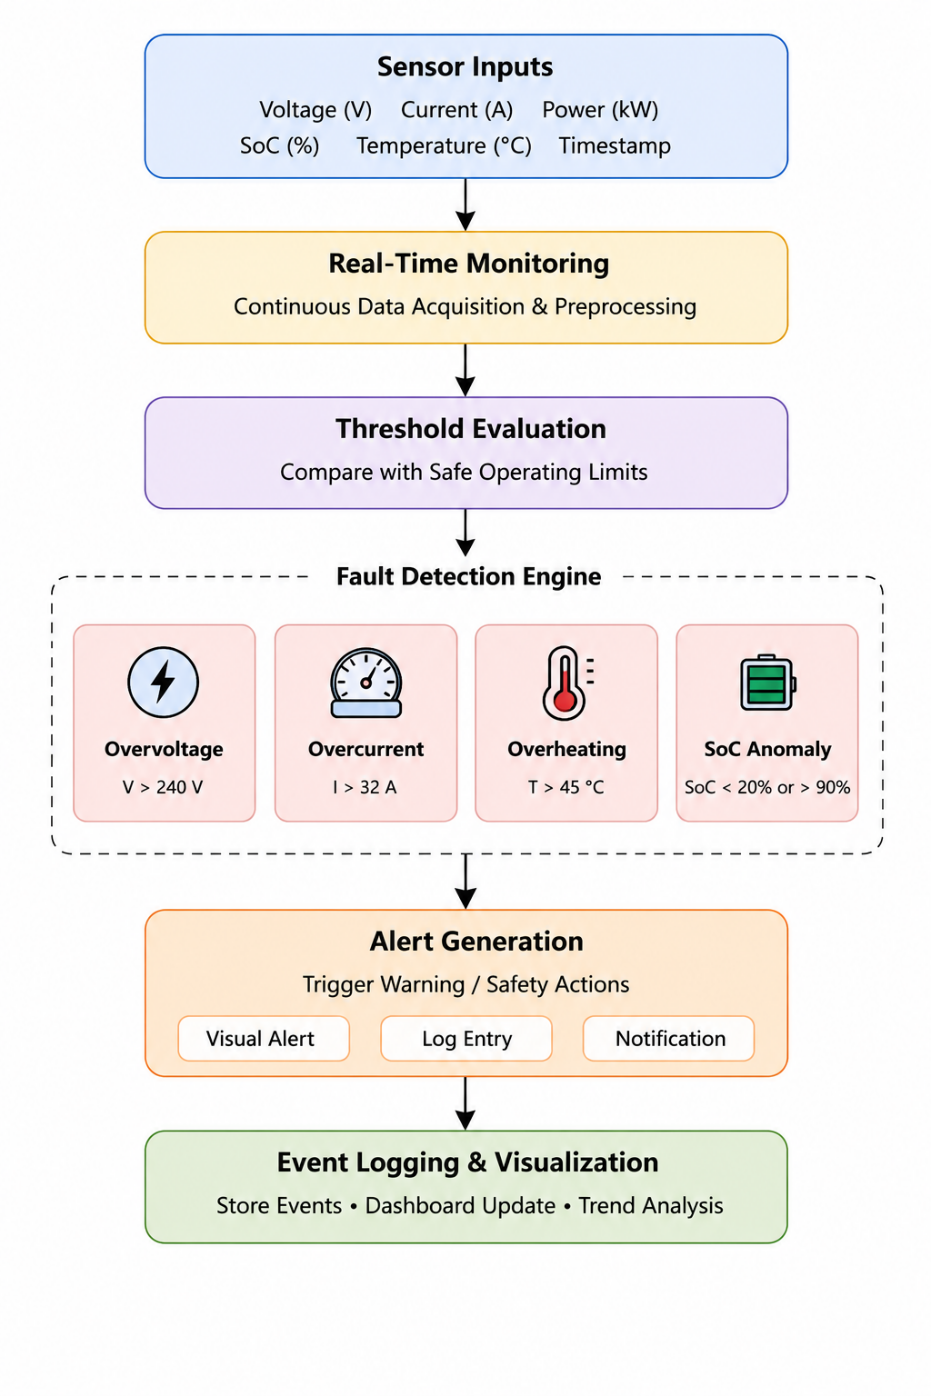 Sensor Inputs
Voltage (V) Current (A) Power (kW)
SoC (%) Temperature (°C) Timestamp
Real-Time Monitoring
Continuous Data Acquisition & Preprocessing
Threshold Evaluation
Compare with Safe Operating Limits
Fault Detection Engine
Overvoltage
V > 240 V
Overcurrent
I > 32 A
Overheating
T > 45 °C
SoC Anomaly
SoC < 20% or > 90%
Alert Generation
Trigger Warning / Safety Actions
Visual Alert
Log Entry
Notification
Event Logging & Visualization
Store Events • Dashboard Update • Trend Analysis